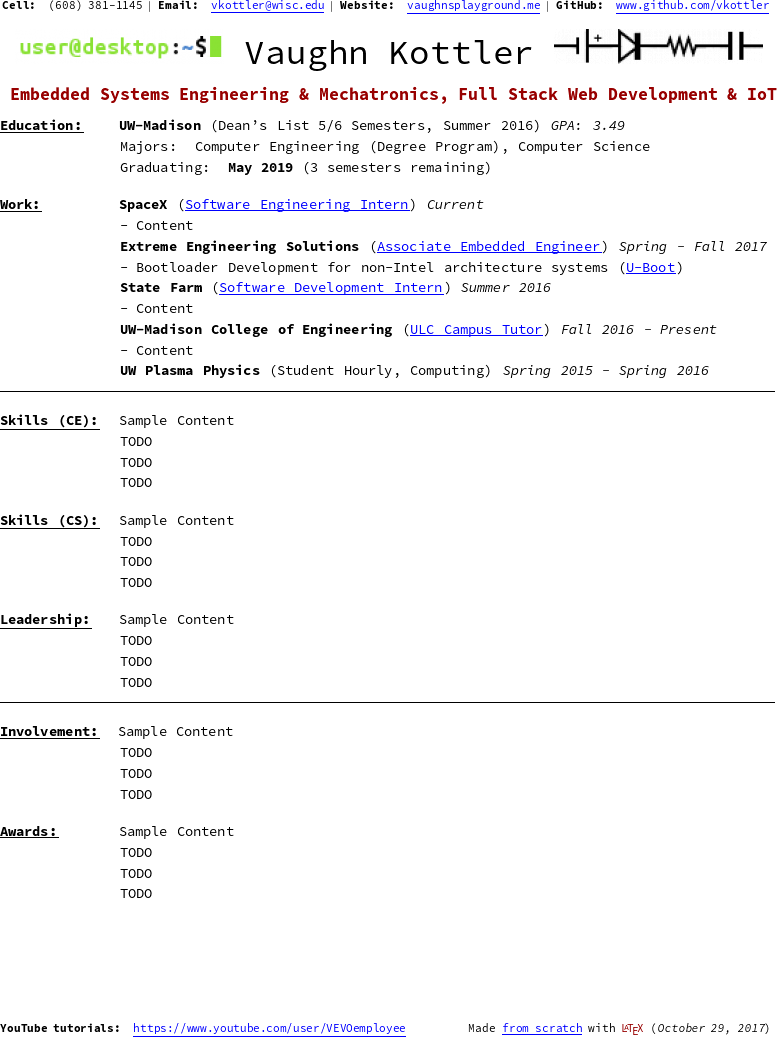 Cell: (608) 381-1145 | Email: vkottler@wisc.edu | Website: vaughnsplayground.me | GitHub: www.github.com/vkottler
user@desktop:~$ Vaughn Kottler +
Embedded Systems Engineering & Mechatronics, Full Stack Web Development & IoT
Education: UW-Madison (Dean's List 5/6 Semesters, Summer 2016) GPA: 3.49
Majors: Computer Engineering (Degree Program), Computer Science
Graduating: May 2019 (3 semesters remaining)
Work: SpaceX (Software Engineering Intern) Current
- Content
Extreme Engineering Solutions (Associate Embedded Engineer) Spring - Fall 2017
- Bootloader Development for non-Intel architecture systems (U-Boot)
State Farm (Software Development Intern) Summer 2016
- Content
UW-Madison College of Engineering (ULC Campus Tutor) Fall 2016 - Present
- Content
UW Plasma Physics (Student Hourly, Computing) Spring 2015 - Spring 2016
Skills (CE): Sample Content
TODO
TODO
TODO
Skills (CS): Sample Content
TODO
TODO
TODO
Leadership: Sample Content
TODO
TODO
TODO
Involvement: Sample Content
TODO
TODO
TODO
Awards: Sample Content
TODO
TODO
TODO
YouTube tutorials: https://www.youtube.com/user/VEVOemployee Made from scratch with LATEX (October 29, 2017)